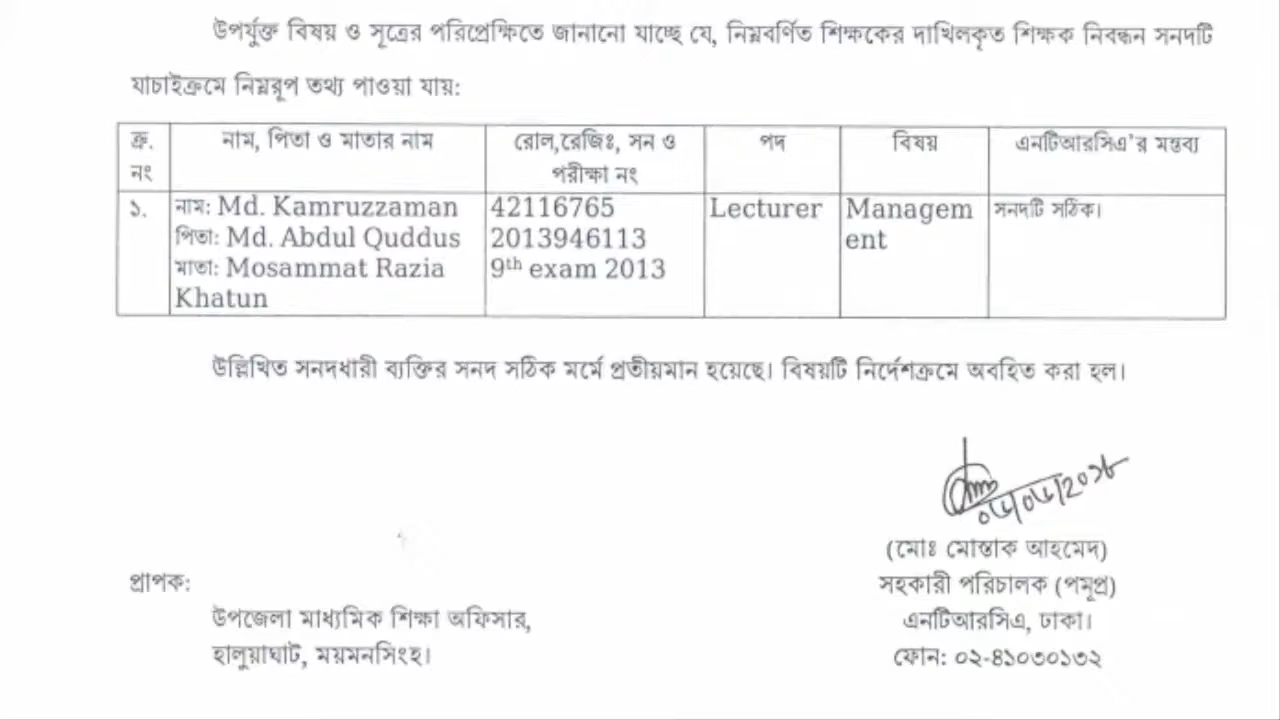 উপর্যুক্ত বিষয় ও সূত্রের পরিপ্রেক্ষিতে জানানো যাচ্ছে যে, নিম্নবর্ণিত শিক্ষকের দাখিলকৃত শিক্ষক নিবন্ধন সনদটি
যাচাইক্রমে নিম্নরূপ তথ্য পাওয়া যায়:
ক্র. নং
নাম, পিতা ও মাতার নাম
রোল,রেজিঃ, সন ও
পরীক্ষা নং
পদ
বিষয়
এনটিআরসিএ'র মন্তব্য
১.
নাম: Md. Kamruzzaman
পিতা: Md. Abdul Quddus
মাতা: Mosammat Razia
Khatun
42116765
2013946113
9th exam 2013
Lecturer
Managem
ent
সনদটি সঠিক।
উল্লিখিত সনদধারী ব্যক্তির সনদ সঠিক মর্মে প্রতীয়মান হয়েছে। বিষয়টি নির্দেশক্রমে অবহিত করা হল।
(মোঃ মোস্তাক আহমেদ)
সহকারী পরিচালক (পমূপ্র)
এনটিআরসিএ, ঢাকা।
ফোন: ০২-৪১০৩০১৩২
প্রাপক:
উপজেলা মাধ্যমিক শিক্ষা অফিসার,
হালুয়াঘাট, ময়মনসিংহ।